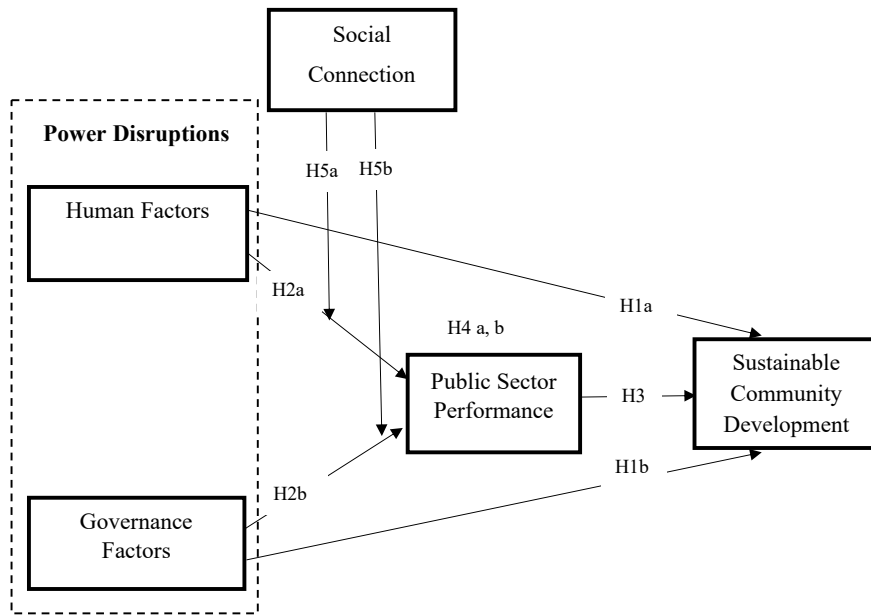 Social
Connection
Power Disruptions
H5a
H5b
Human Factors
H2a
H1a
H4 a, b
Public Sector
Performance
H3
Sustainable
Community
Development
H1b
H2b
Governance
Factors